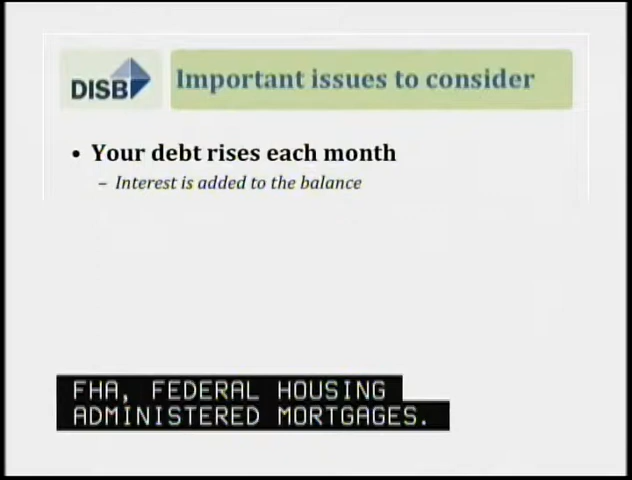 DISB
Important issues to consider
• Your debt rises each month
– Interest is added to the balance
FHA, FEDERAL HOUSING
ADMINISTERED MORTGAGES.